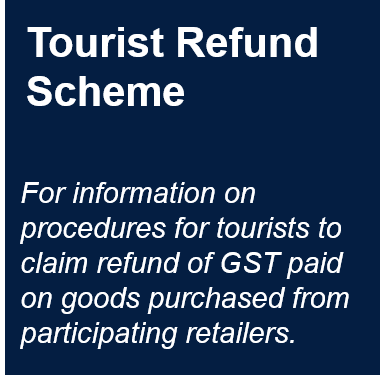 Tourist Refund
Scheme
For information on
procedures for tourists to
claim refund of GST paid
on goods purchased from
participating retailers.